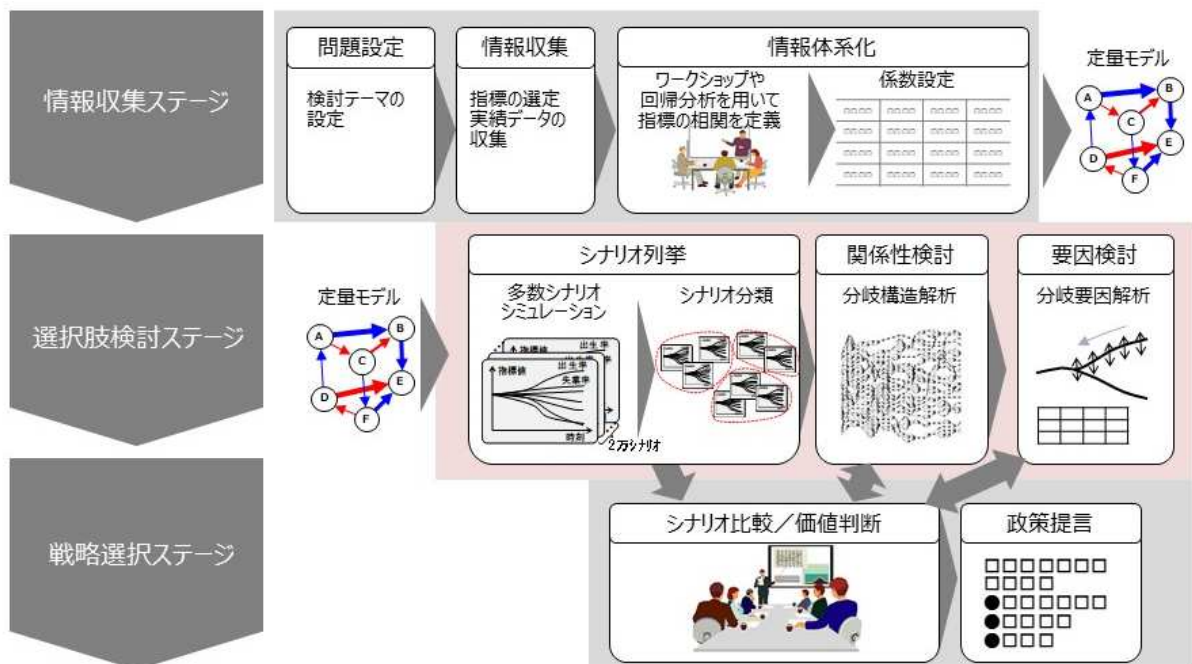 情報収集ステージ
問題設定
検討テーマの
設定
情報収集
指標の選定
実績データの
収集
情報体系化
ワークショップや
回帰分析を用いて
指標の相関を定義
係数設定
定量モデル
A
B
C
D
E
F
選択肢検討ステージ
定量モデル
A
B
C
D
E
F
シナリオ列挙
多数シナリオ
シミュレーション
指標値
出生率
出生率
失業率
時刻
2万シナリオ
シナリオ分類
関係性検討
分岐構造解析
要因検討
分岐要因解析
戦略選択ステージ
シナリオ比較/価値判断
政策提言
□□□□□□□
□□□□
●□□□□□□
●□□□□
●□□□